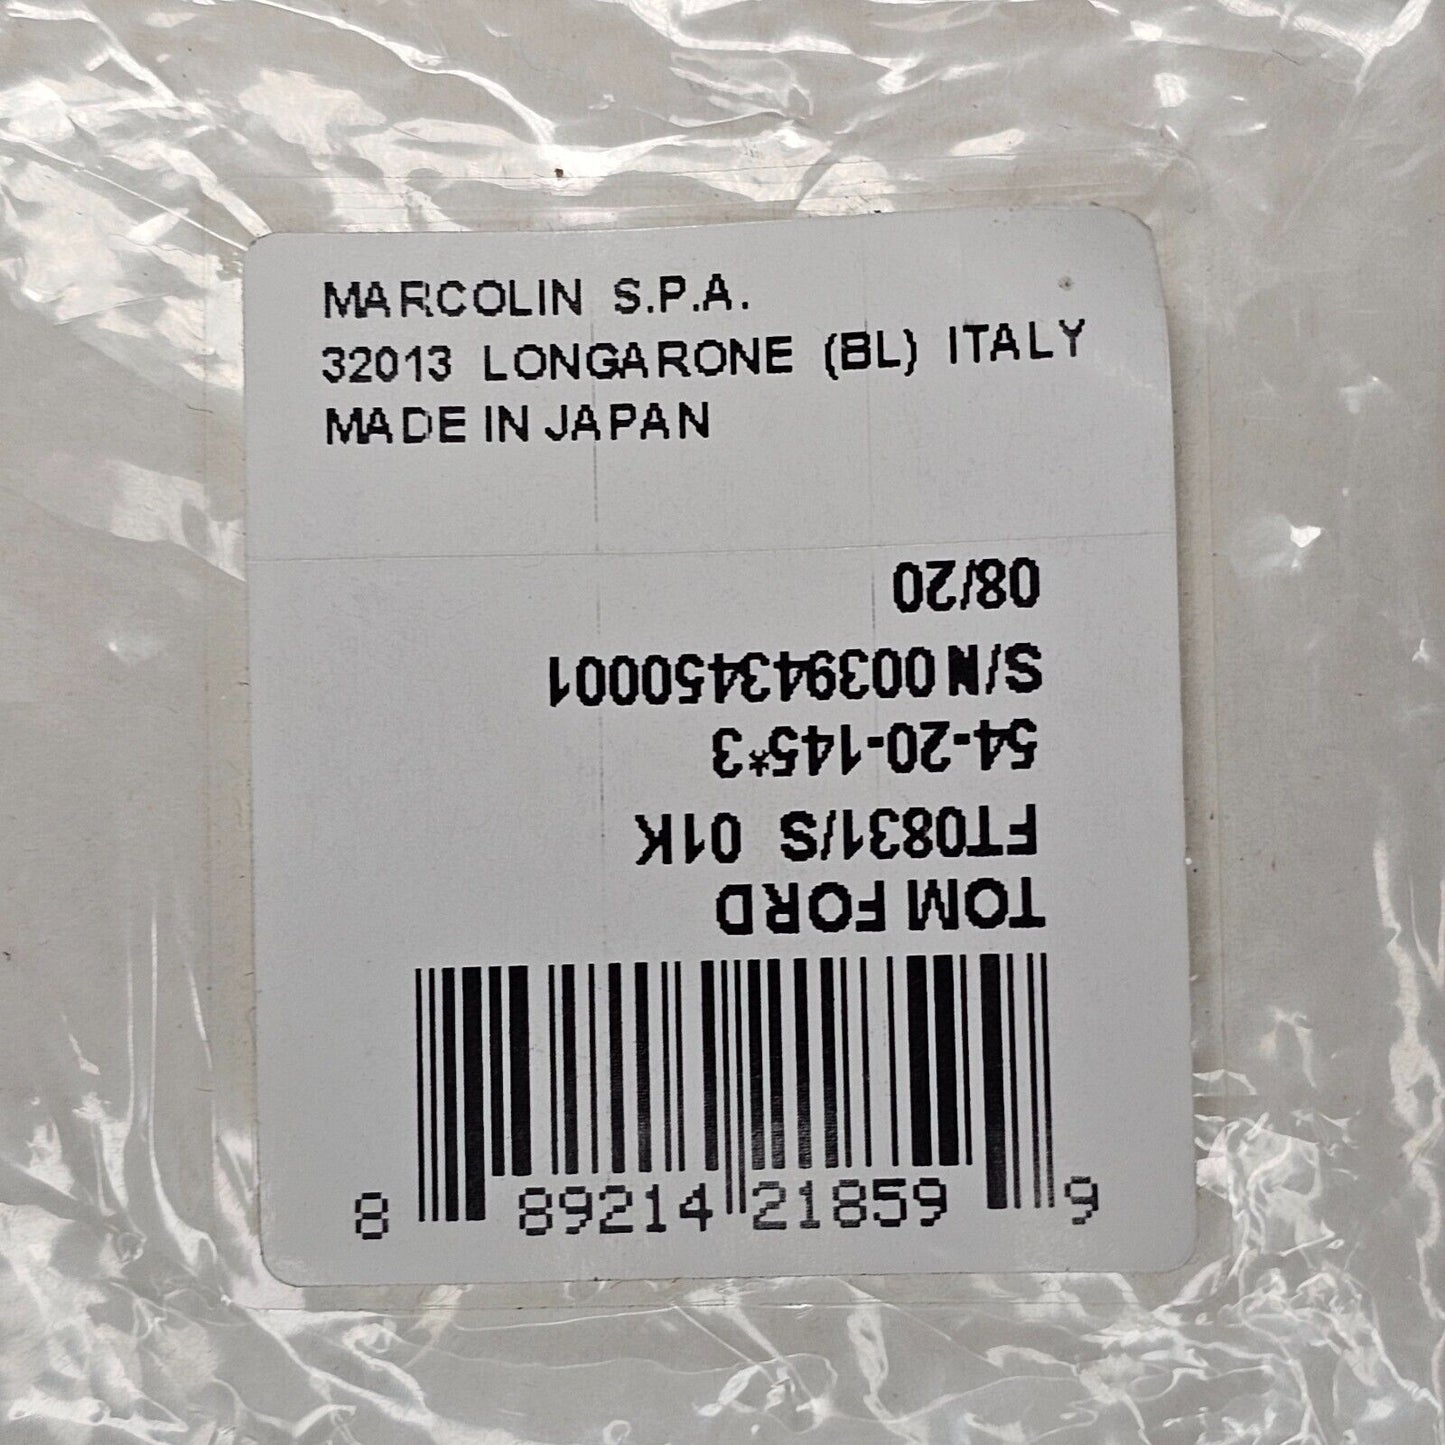 MARCOLIN S.P.A.
32013 LONGARONE (BL) ITALY
MADE IN JAPAN
TOM FORD
FT0831/S 01K
54-20-145*3
S/N 003943450001
08/20
8 89214 21859 9